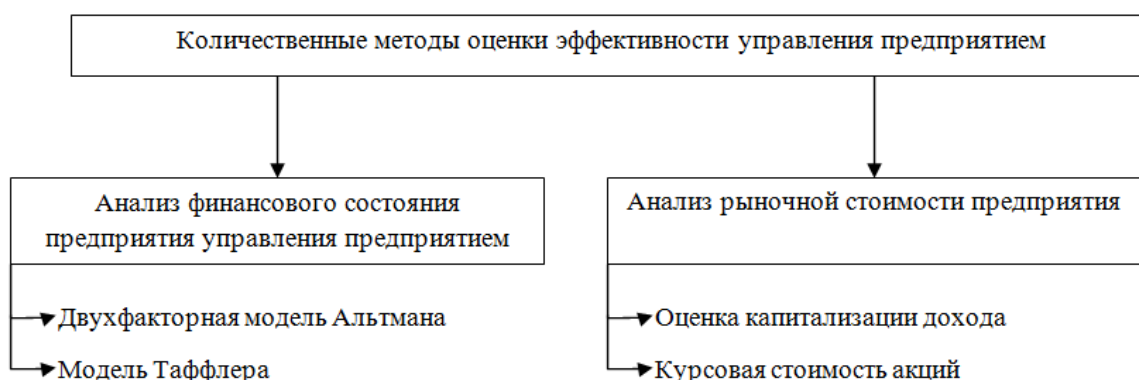 Количественные методы оценки эффективности управления предприятием
Анализ финансового состояния
предприятия управления предприятием
Двухфакторная модель Альтмана
Модель Таффлера
Анализ рыночной стоимости предприятия
Оценка капитализации дохода
Курсовая стоимость акций